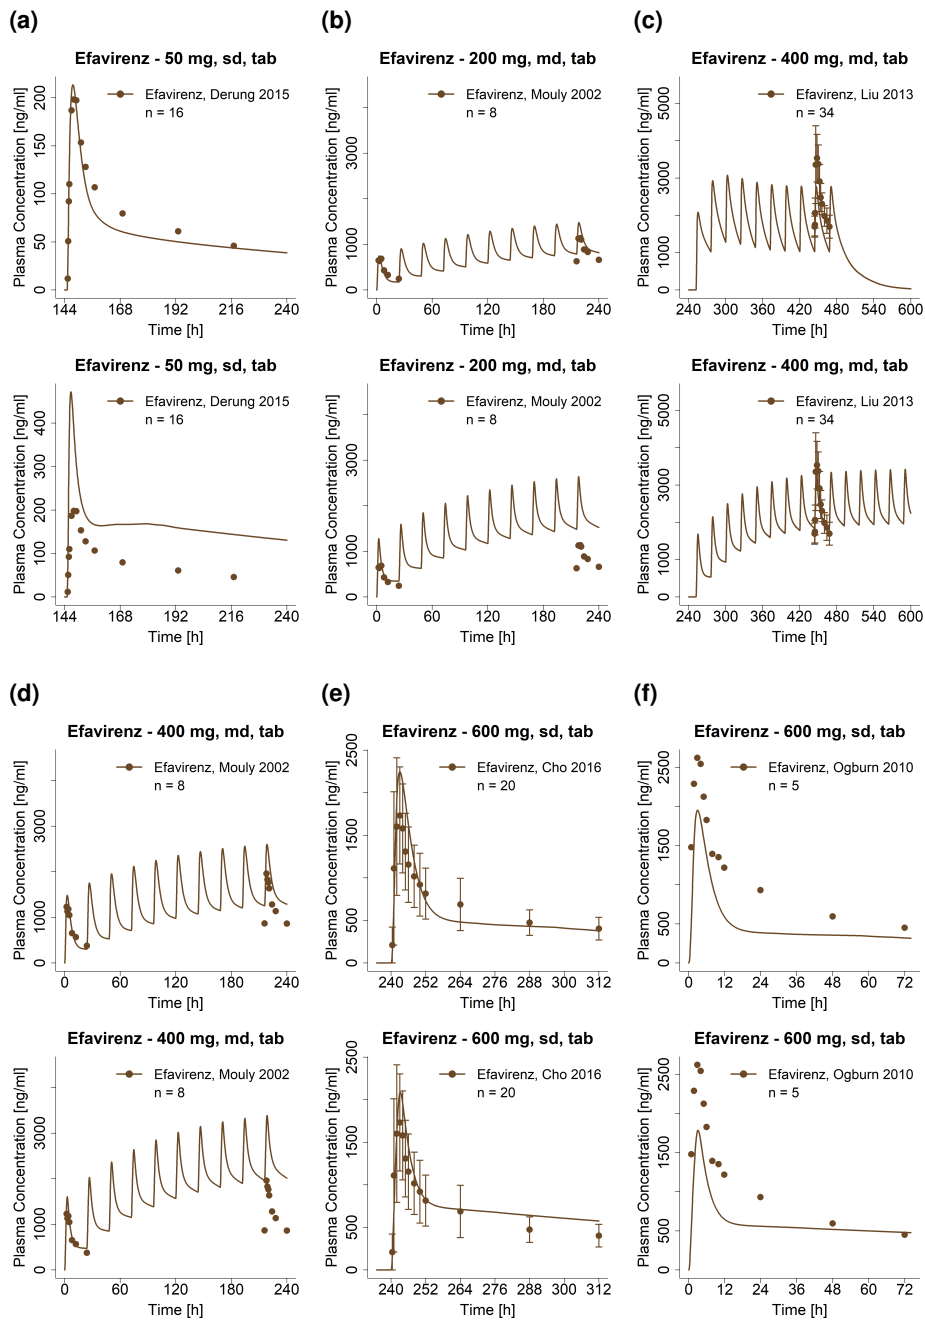 (a)
(b)
(c)
Efavirenz - 50 mg, sd, tab
Plasma Concentration [ng/ml]
0 50 100 150 200
Efavirenz, Derung 2015
n = 16
144 168 192 216 240
Time [h]
Efavirenz - 200 mg, md, tab
Plasma Concentration [ng/ml]
0 1000 3000
Efavirenz, Mouly 2002
n = 8
0 60 120 180 240
Time [h]
Efavirenz - 400 mg, md, tab
Plasma Concentration [ng/ml]
0 1000 3000 5000
Efavirenz, Liu 2013
n = 34
240 300 360 420 480 540 600
Time [h]
Efavirenz - 50 mg, sd, tab
Plasma Concentration [ng/ml]
0 100 200 300 400
Efavirenz, Derung 2015
n = 16
144 168 192 216 240
Time [h]
Efavirenz - 200 mg, md, tab
Plasma Concentration [ng/ml]
0 1000 3000
Efavirenz, Mouly 2002
n = 8
0 60 120 180 240
Time [h]
Efavirenz - 400 mg, md, tab
Plasma Concentration [ng/ml]
0 1000 3000 5000
Efavirenz, Liu 2013
n = 34
240 300 360 420 480 540 600
Time [h]
(d)
(e)
(f)
Efavirenz - 400 mg, md, tab
Plasma Concentration [ng/ml]
0 1000 3000
Efavirenz, Mouly 2002
n = 8
0 60 120 180 240
Time [h]
Efavirenz - 600 mg, sd, tab
Plasma Concentration [ng/ml]
0 500 1500 2500
Efavirenz, Cho 2016
n = 20
240 252 264 276 288 300 312
Time [h]
Efavirenz - 600 mg, sd, tab
Plasma Concentration [ng/ml]
0 500 1500 2500
Efavirenz, Ogburn 2010
n = 5
0 12 24 36 48 60 72
Time [h]
Efavirenz - 400 mg, md, tab
Plasma Concentration [ng/ml]
0 1000 3000
Efavirenz, Mouly 2002
n = 8
0 60 120 180 240
Time [h]
Efavirenz - 600 mg, sd, tab
Plasma Concentration [ng/ml]
0 500 1500 2500
Efavirenz, Cho 2016
n = 20
240 252 264 276 288 300 312
Time [h]
Efavirenz - 600 mg, sd, tab
Plasma Concentration [ng/ml]
0 500 1500 2500
Efavirenz, Ogburn 2010
n = 5
0 12 24 36 48 60 72
Time [h]